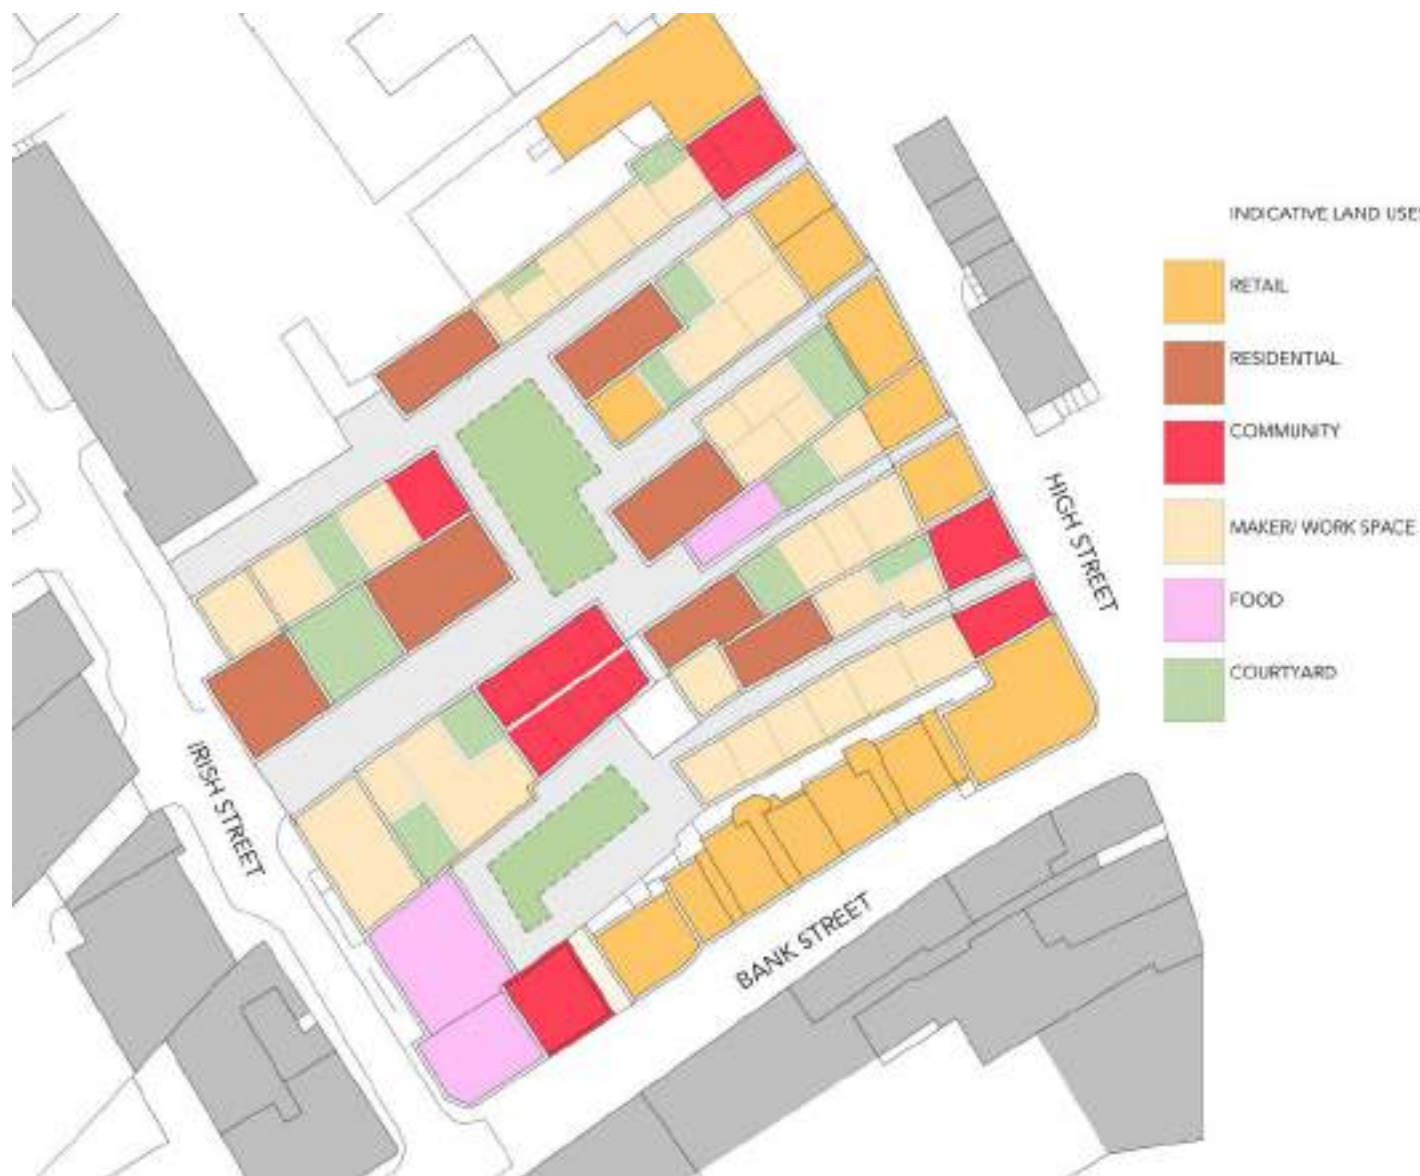 INDICATIVE LAND USES
RETAIL
RESIDENTIAL
COMMUNITY
MAKER/ WORK SPACE
FOOD
COURTYARD
HIGH STREET
IRISH STREET
BANK STREET